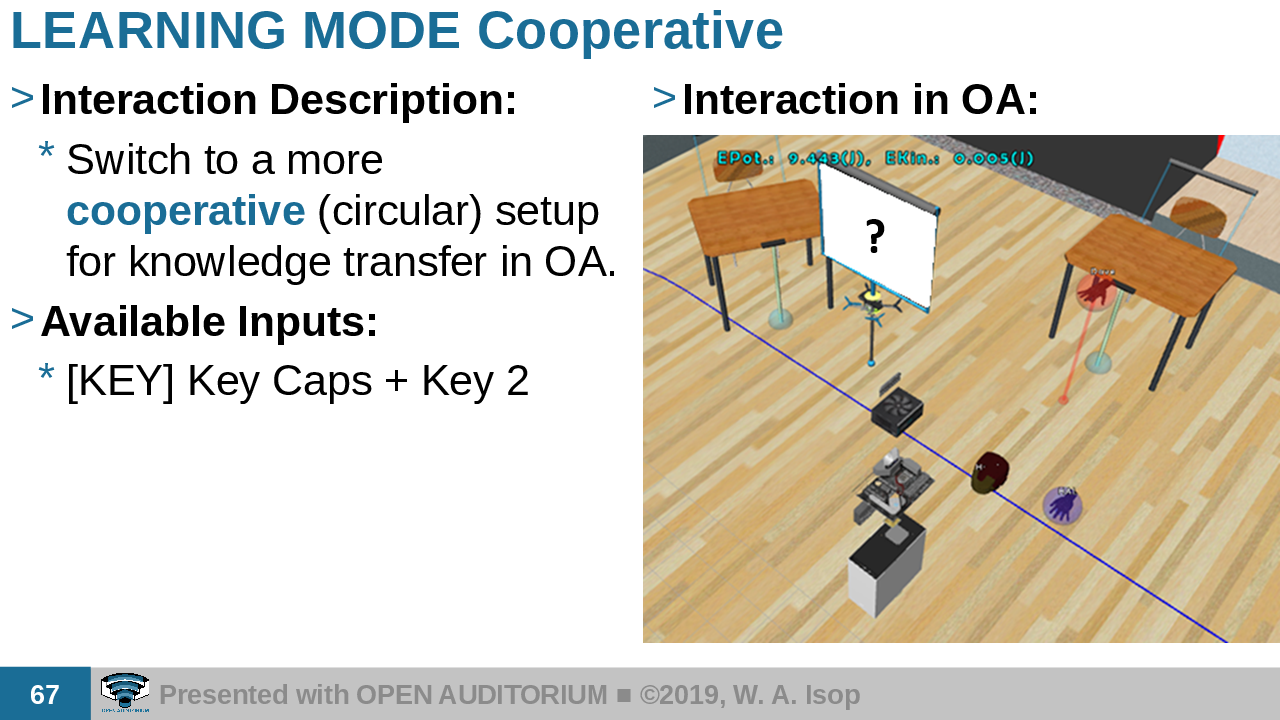 LEARNING MODE Cooperative
> Interaction Description:
* Switch to a more
cooperative (circular) setup
for knowledge transfer in OA.
> Available Inputs:
* [KEY] Key Caps + Key 2
> Interaction in OA:
EPot.: 9.443(J), EKin.: 0.005(J)
?
67
OPEN AUDITORIUM
Presented with OPEN AUDITORIUM ■ ©2019, W. A. Isop